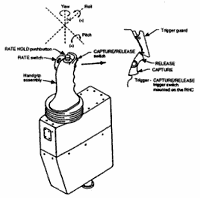 Yaw
Roll
(+)
(+)
Pitch
(+)
RATE HOLD pushbutton
RATE switch
Handgrip
assembly
CAPTURE/RELEASE
switch
Trigger guard
RELEASE
CAPTURE
Trigger - CAPTURE/RELEASE
trigger switch
mounted on the RHC